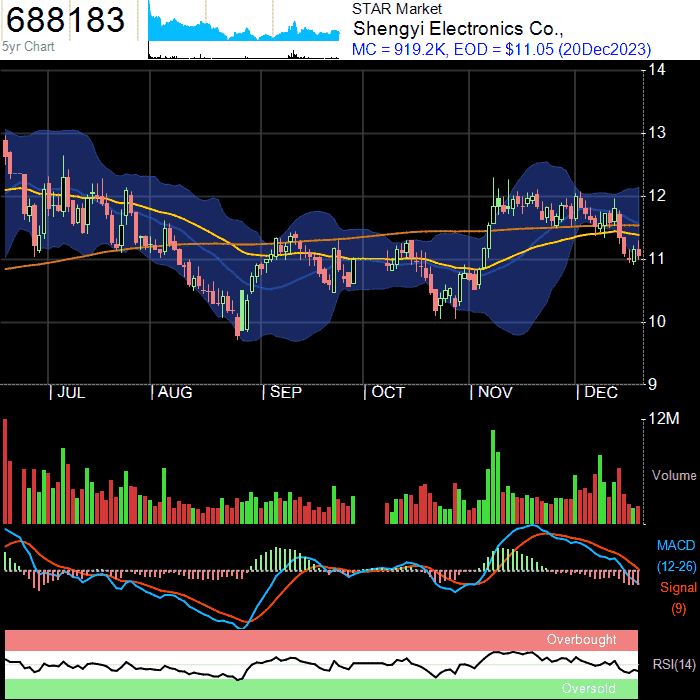 688183
5yr Chart
STAR Market
Shengyi Electronics Co.,
MC = 919.2K, EOD = $11.05 (20Dec2023)
14
13
12
11
10
9
| JUL | AUG | SEP | OCT | NOV | DEC
12M
Volume
MACD
(12-26)
Signal
(9)
Overbought
RSI(14)
Oversold